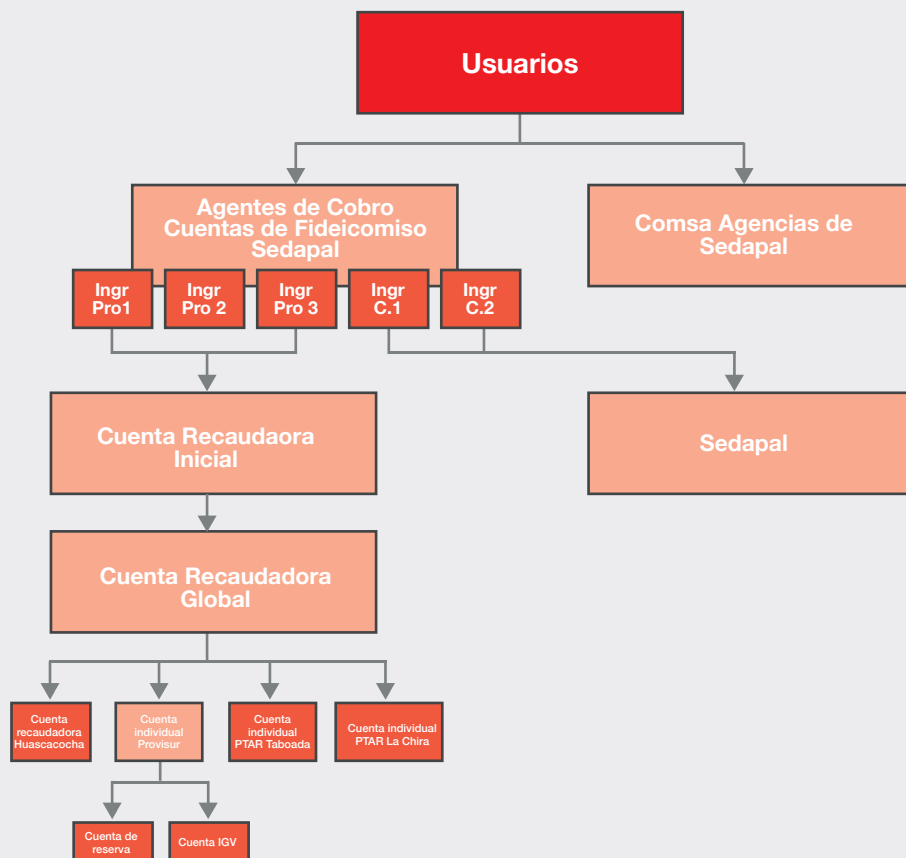 Usuarios
Agentes de Cobro
Cuentas de Fideicomiso
Sedapal
Comsa Agencias de
Sedapal
Ingr
Pro1
Ingr
Pro 2
Ingr
Pro 3
Ingr
C.1
Ingr
C.2
Cuenta Recaudaora
Inicial
Sedapal
Cuenta Recaudadora
Global
Cuenta
recaudadora
Huascacocha
Cuenta
individual
Provisur
Cuenta
individual
PTAR Taboada
Cuenta individual
PTAR La Chira
Cuenta de
reserva
Cuenta IGV